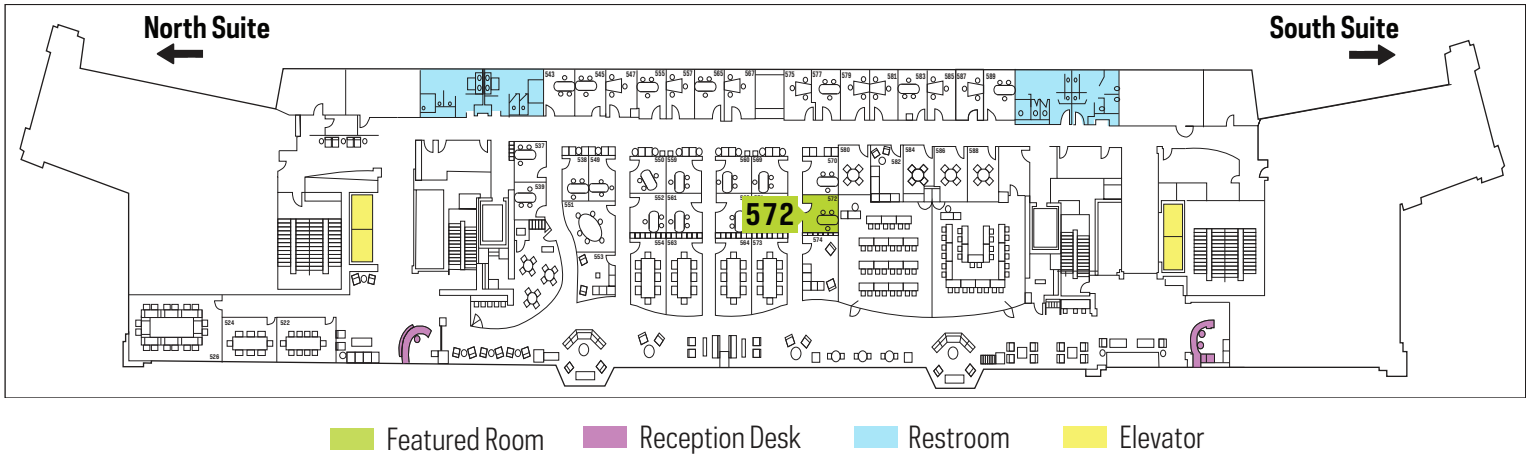 North Suite
South Suite
543 545 547 555 557 565 567 575 577 579 581 583 585 587 589
537 538 549 550 559 560 569 570 580 582 584 586 588
539 551 552 561 572
572
553 554 563 564 573 574
524 522
526
Featured Room
Reception Desk
Restroom
Elevator